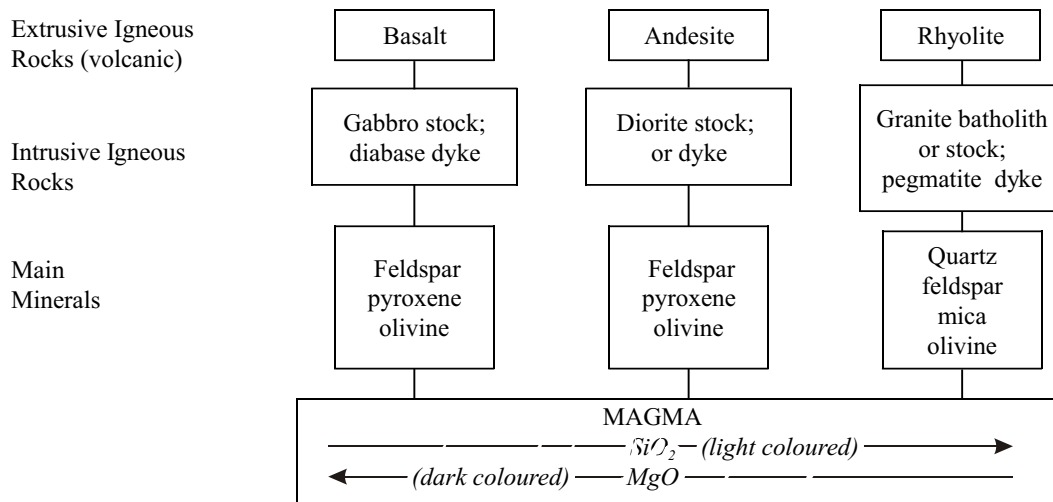 Extrusive Igneous
Rocks (volcanic)
Basalt
Andesite
Rhyolite
Intrusive Igneous
Rocks
Gabbro stock;
diabase dyke
Diorite stock;
or dyke
Granite batholith
or stock;
pegmatite dyke
Main
Minerals
Feldspar
pyroxene
olivine
Feldspar
pyroxene
olivine
Quartz
feldspar
mica
olivine
MAGMA
SiO₂ (light coloured)
(dark coloured) MgO